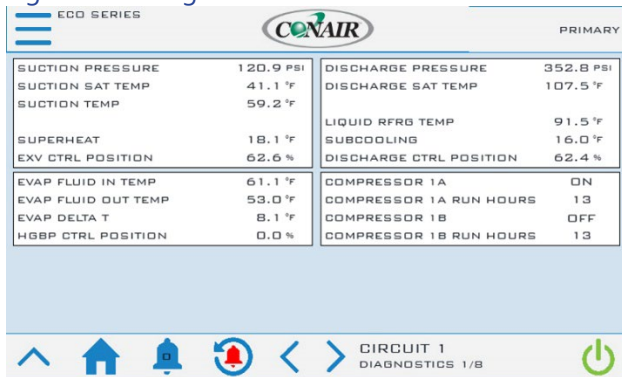 ECO SERIES
CONAIR
PRIMARY
SUCTION PRESSURE 120.9 PSI
SUCTION SAT TEMP 41.1 °F
SUCTION TEMP 59.2 °F
SUPERHEAT 18.1 °F
EXV CTRL POSITION 62.6 %
DISCHARGE PRESSURE 352.8 PSI
DISCHARGE SAT TEMP 107.5 °F
LIQUID RFRG TEMP 91.5 °F
SUBCOOLING 16.0 °F
DISCHARGE CTRL POSITION 62.4 %
EVAP FLUID IN TEMP 61.1 °F
EVAP FLUID OUT TEMP 53.0 °F
EVAP DELTA T 8.1 °F
HGBP CTRL POSITION 0.0 %
COMPRESSOR 1A ON
COMPRESSOR 1A RUN HOURS 13
COMPRESSOR 1B OFF
COMPRESSOR 1B RUN HOURS 13
0
CIRCUIT 1
DIAGNOSTICS 1/8